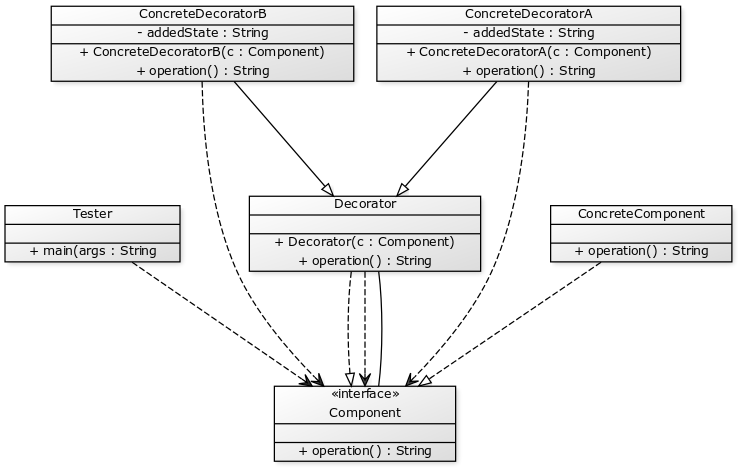 ConcreteDecoratorB
- addedState : String
+ ConcreteDecoratorB(c : Component)
+ operation() : String
ConcreteDecoratorA
- addedState : String
+ ConcreteDecoratorA(c : Component)
+ operation() : String
Tester
+ main(args : String
Decorator
+ Decorator(c : Component)
+ operation() : String
ConcreteComponent
+ operation() : String
«interface»
Component
+ operation() : String